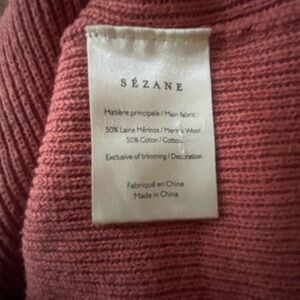 SÉZANE
Matière principale / Main fabric:
50% Laine Mérinos / Merino Wool
50% Coton / Cotton
Exclusive of trimming / Decoration
Fabriqué en Chine
Made in China